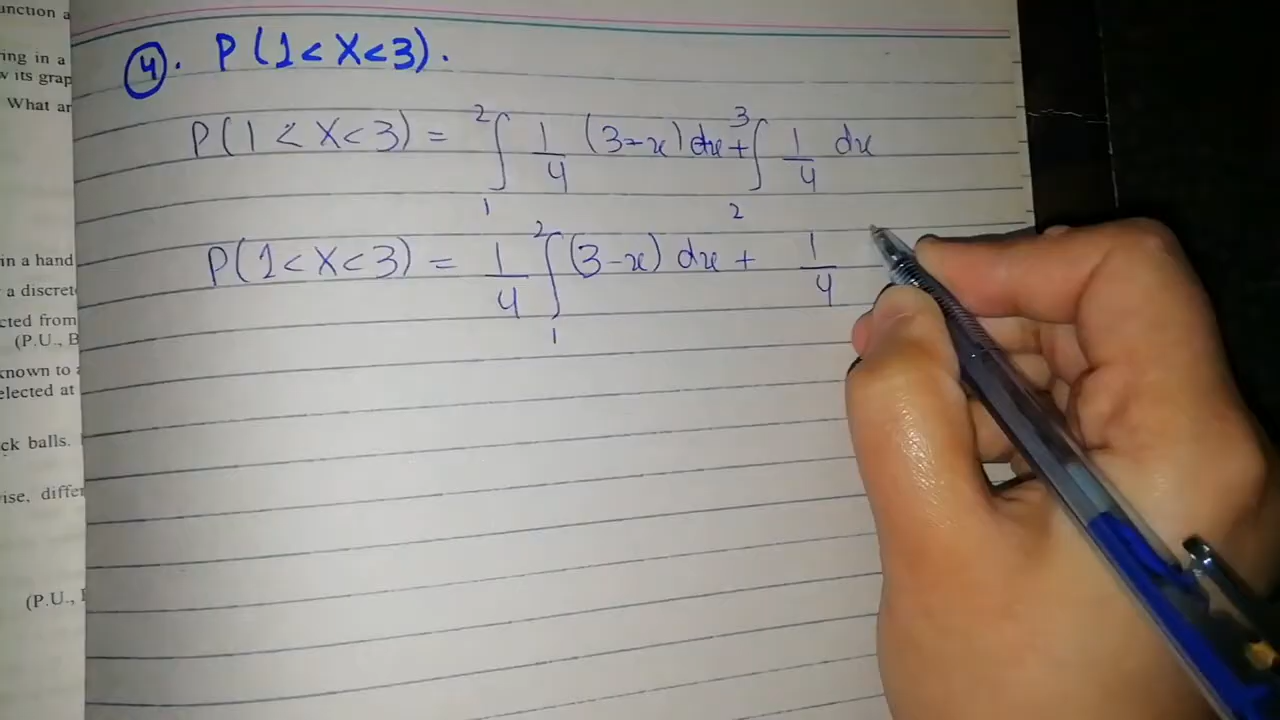 unction a
ing in a
w its grap
What ar
in a hand
a discret
cted from
(P.U., B
known to
elected at
ck balls.
ise, differ
(P.U.,
4. P(1<X<3).
P(1<X<3) = ∫₁² 1/4 (3-x) dx + ∫₂³ 1/4 dx
P(1<X<3) = 1/4 ∫₁² (3-x) dx + 1/4